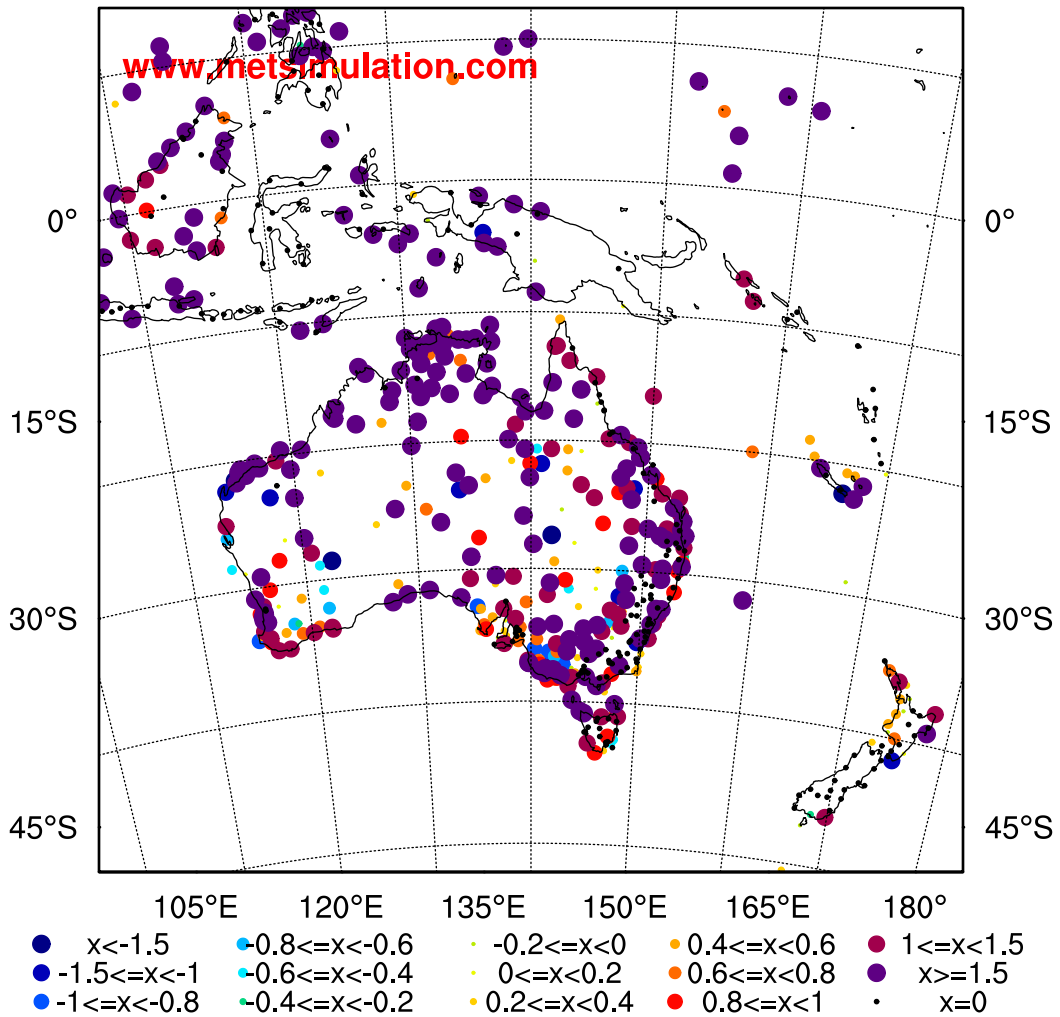 www.metsimulation.com
0° 0°
15°S 15°S
30°S 30°S
45°S 45°S
105°E 120°E 135°E 150°E 165°E 180°
x<-1.5 -0.8<=x<-0.6 -0.2<=x<0 0.4<=x<0.6 1<=x<1.5
-1.5<=x<-1 -0.6<=x<-0.4 0<=x<0.2 0.6<=x<0.8 x>=1.5
-1<=x<-0.8 -0.4<=x<-0.2 0.2<=x<0.4 0.8<=x<1 x=0